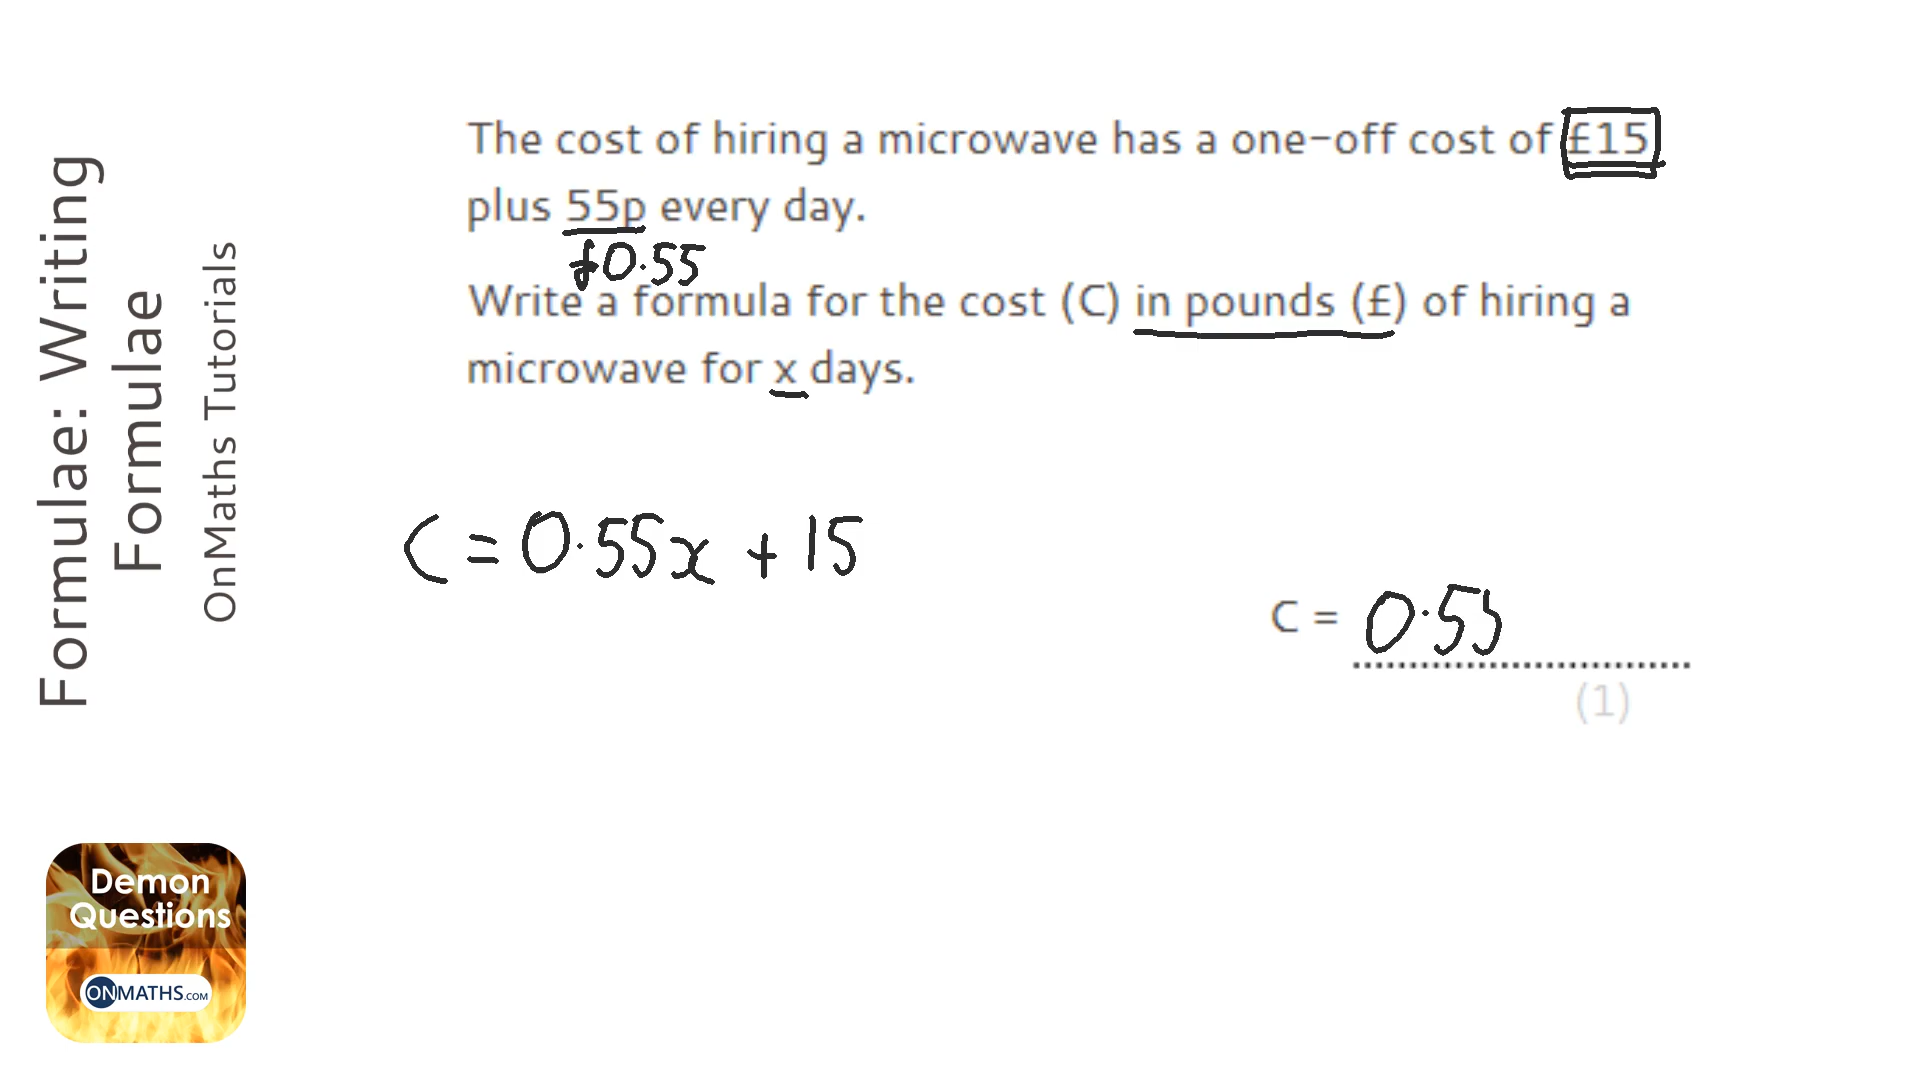 Formulae: Writing
Formulae
OnMaths Tutorials
The cost of hiring a microwave has a one-off cost of £15
plus 55p every day.
£0.55
Write a formula for the cost (C) in pounds (£) of hiring a
microwave for x days.
C = 0.55x + 15
C = 0.55
(1)
Demon
Questions
ONMATHS.COM